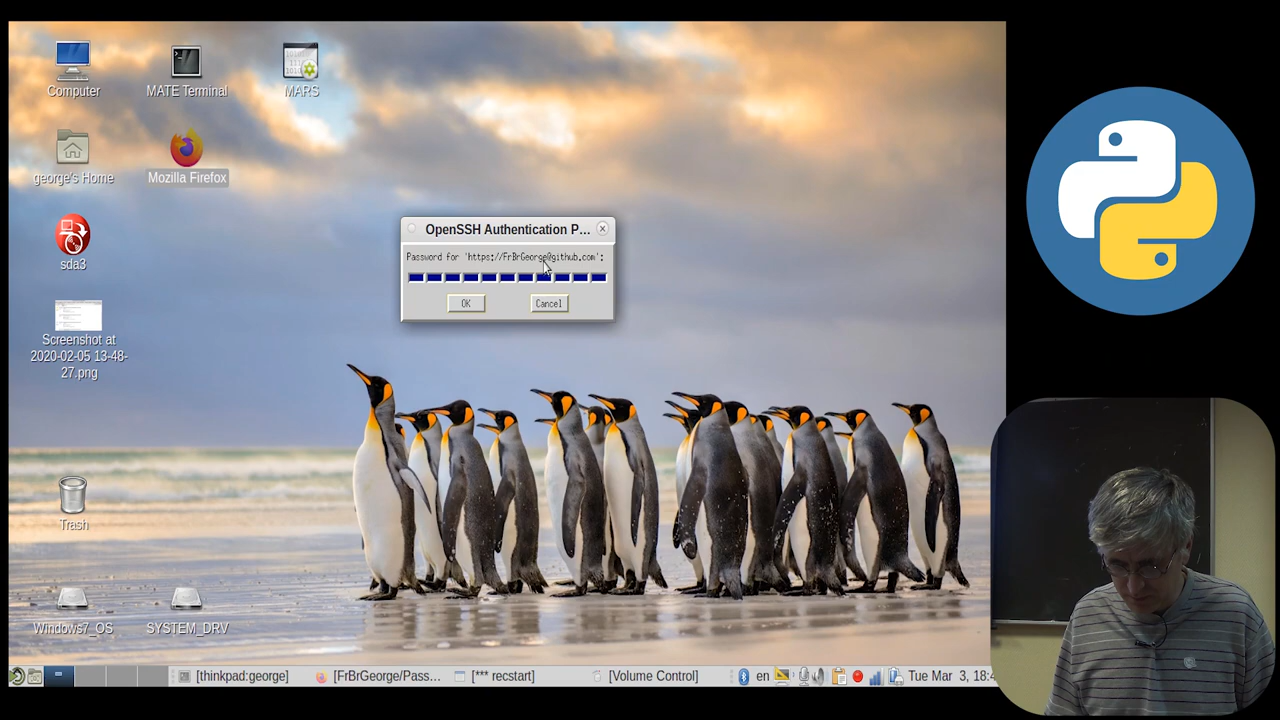 Computer
MATE Terminal
MARS
george's Home
Mozilla Firefox
sda3
Screenshot at
2020-02-05 13-48-
27.png
Trash
Windows7_OS
SYSTEM_DRV
OpenSSH Authentication P...
Password for 'https://FrBrGeorge@github.com':
OK
Cancel
[thinkpad:george]
[FrBrGeorge/Pass...
[*** recstart]
[Volume Control]
en
Tue Mar 3, 18:4